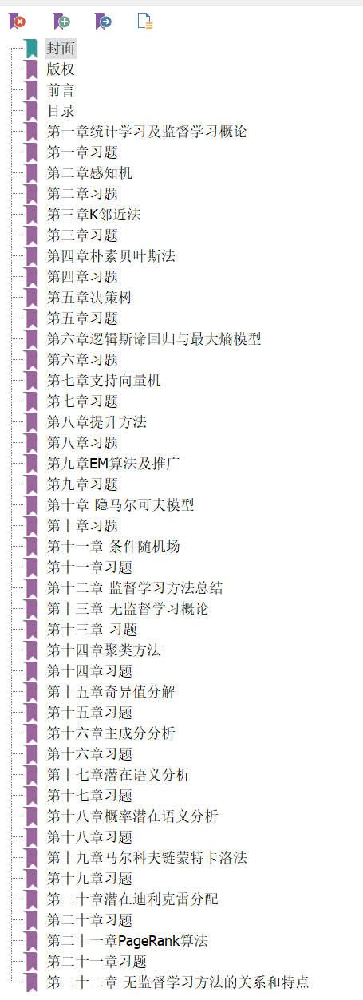 封面
版权
前言
目录
第一章统计学习及监督学习概论
第一章习题
第二章感知机
第二章习题
第三章K邻近法
第三章习题
第四章朴素贝叶斯法
第四章习题
第五章决策树
第五章习题
第六章逻辑斯谛回归与最大熵模型
第六章习题
第七章支持向量机
第七章习题
第八章提升方法
第八章习题
第九章EM算法及推广
第九章习题
第十章 隐马尔可夫模型
第十章习题
第十一章 条件随机场
第十一章习题
第十二章 监督学习方法总结
第十三章 无监督学习概论
第十三章 习题
第十四章聚类方法
第十四章习题
第十五章奇异值分解
第十五章习题
第十六章主成分分析
第十六章习题
第十七章潜在语义分析
第十七章习题
第十八章概率潜在语义分析
第十八章习题
第十九章马尔科夫链蒙特卡洛法
第十九章习题
第二十章潜在迪利克雷分配
第二十章习题
第二十一章PageRank算法
第二十一章习题
第二十二章 无监督学习方法的关系和特点